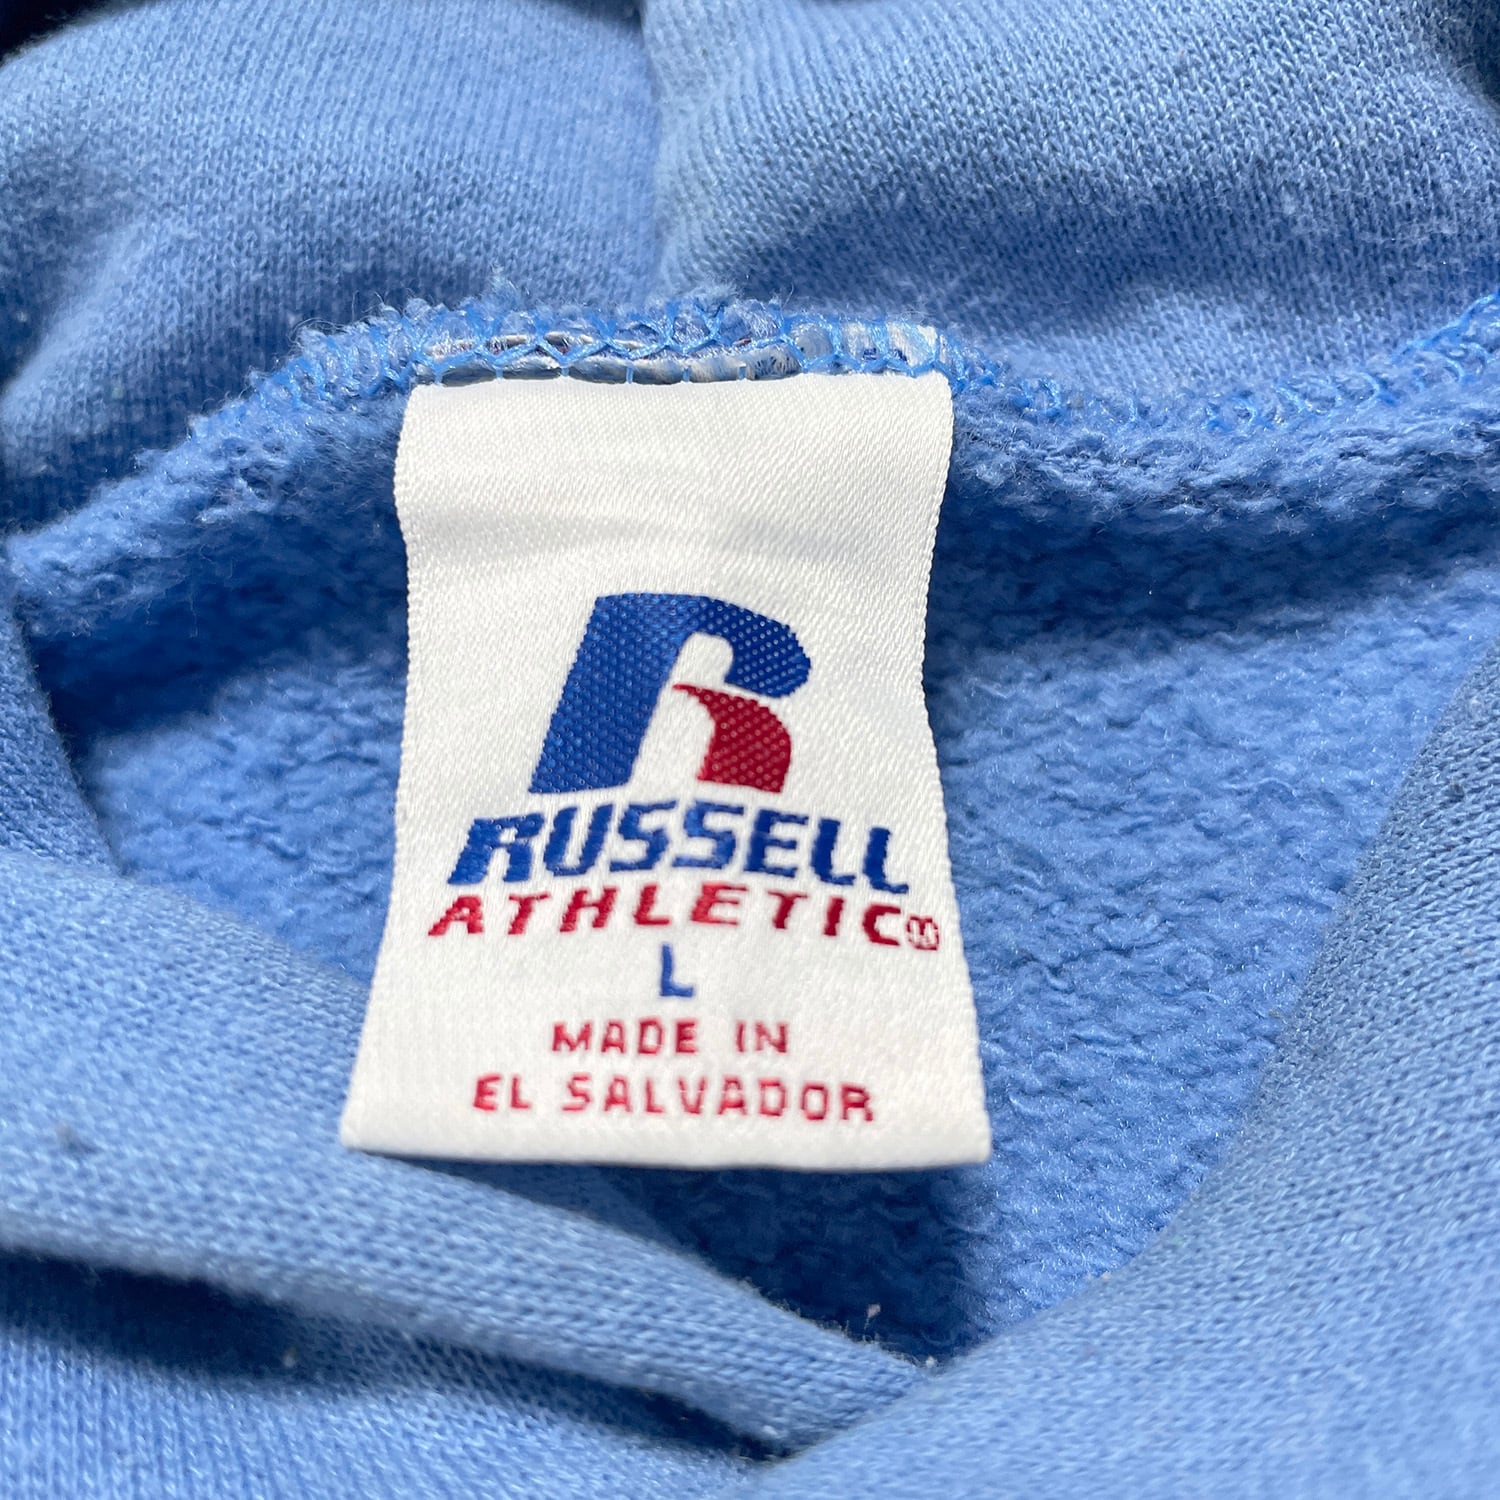 RUSSELL
ATHLETIC
L
MADE IN
EL SALVADOR